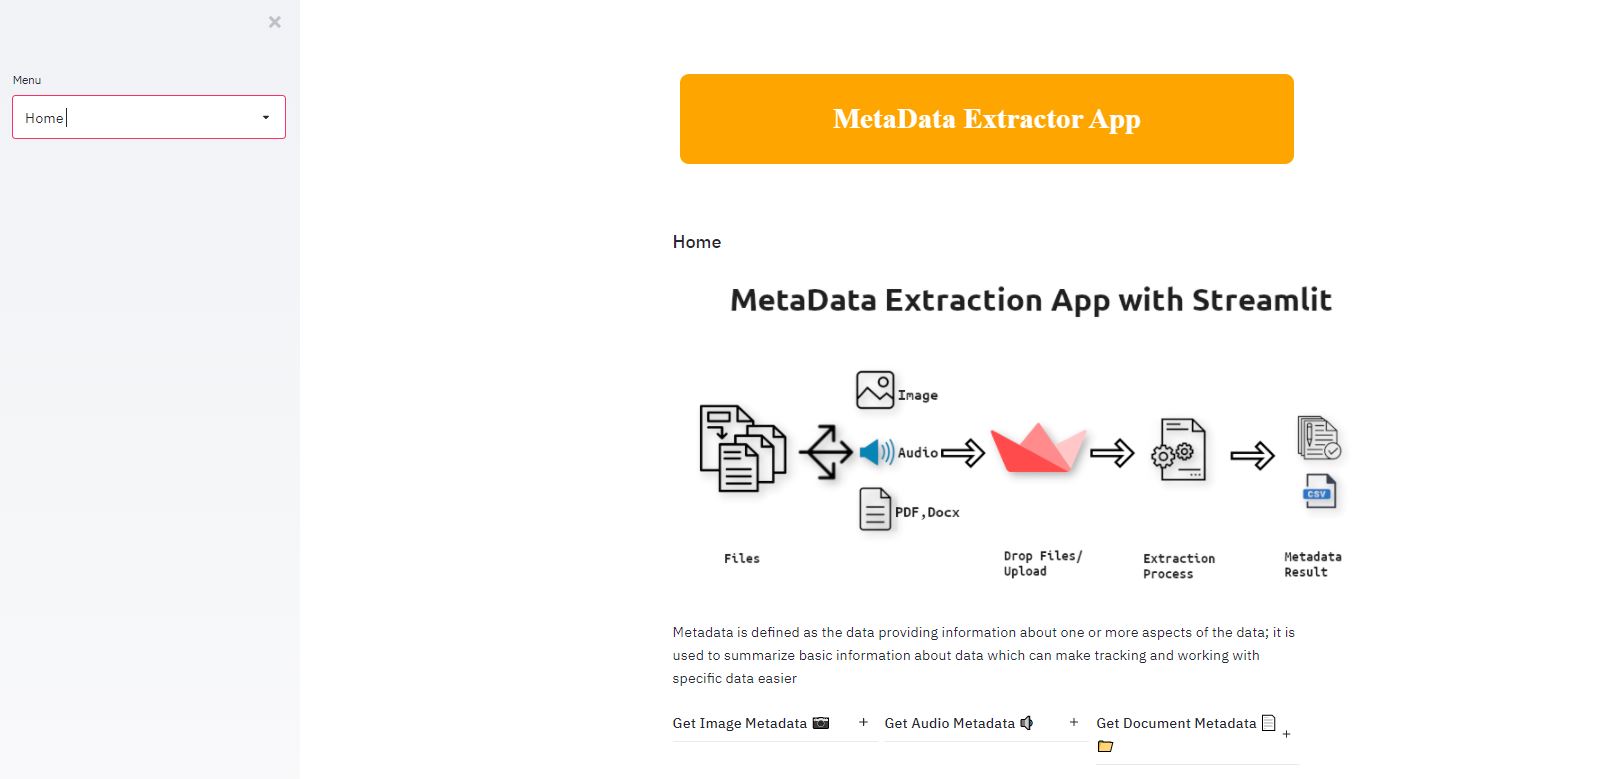 Menu
Home
MetaData Extractor App
Home
MetaData Extraction App with Streamlit
Image
Audio
PDF,Docx
Files
Drop Files/
Upload
Extraction
Process
CSV
Metadata
Result
Metadata is defined as the data providing information about one or more aspects of the data; it is
used to summarize basic information about data which can make tracking and working with
specific data easier
Get Image Metadata
Get Audio Metadata
Get Document Metadata